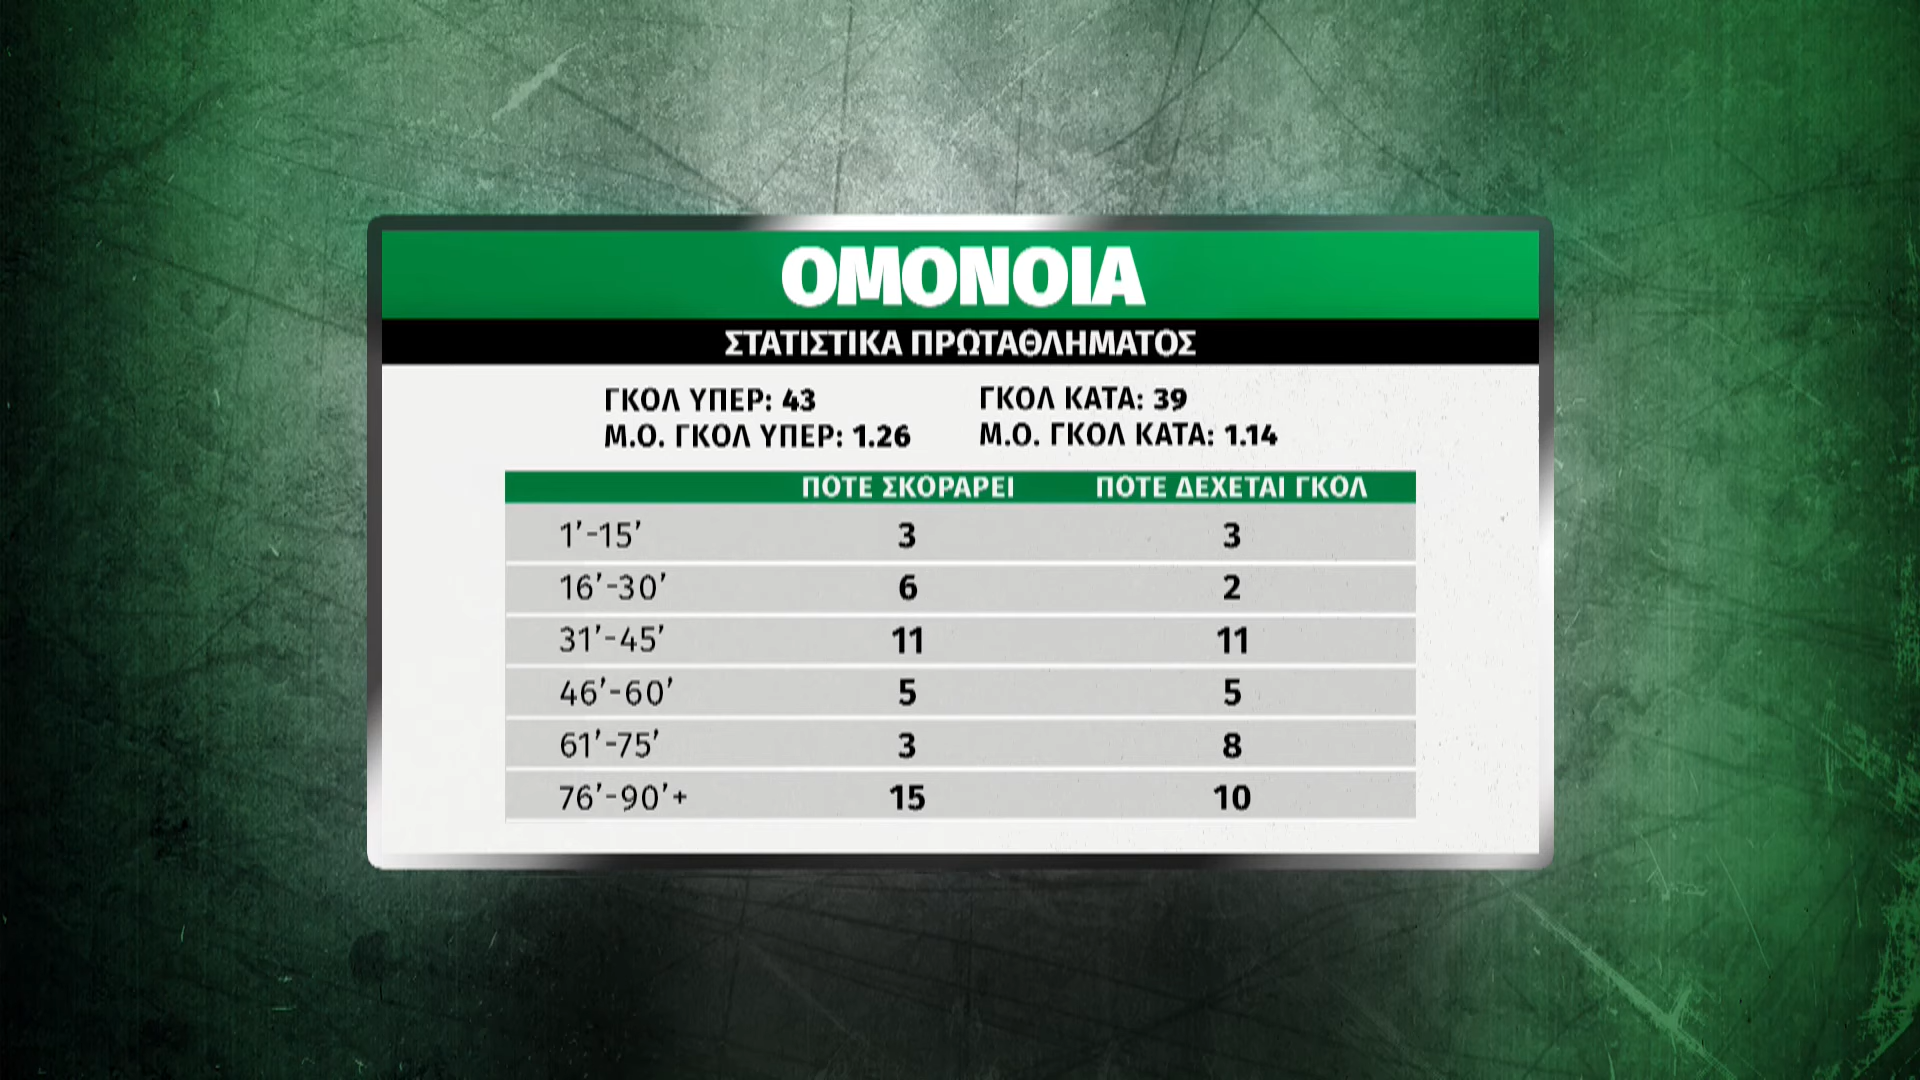 ΟΜΟΝΟΙΑ
ΣΤΑΤΙΣΤΙΚΑ ΠΡΩΤΑΘΛΗΜΑΤΟΣ
ΓΚΟΛ ΥΠΕΡ: 43 ΓΚΟΛ ΚΑΤΑ: 39
Μ.Ο. ΓΚΟΛ ΥΠΕΡ: 1.26 Μ.Ο. ΓΚΟΛ ΚΑΤΑ: 1.14
ΠΟΤΕ ΣΚΟΡΑΡΕΙ ΠΟΤΕ ΔΕΧΕΤΑΙ ΓΚΟΛ
1’-15’ 3 3
16’-30’ 6 2
31’-45’ 11 11
46’-60’ 5 5
61’-75’ 3 8
76’-90’+ 15 10